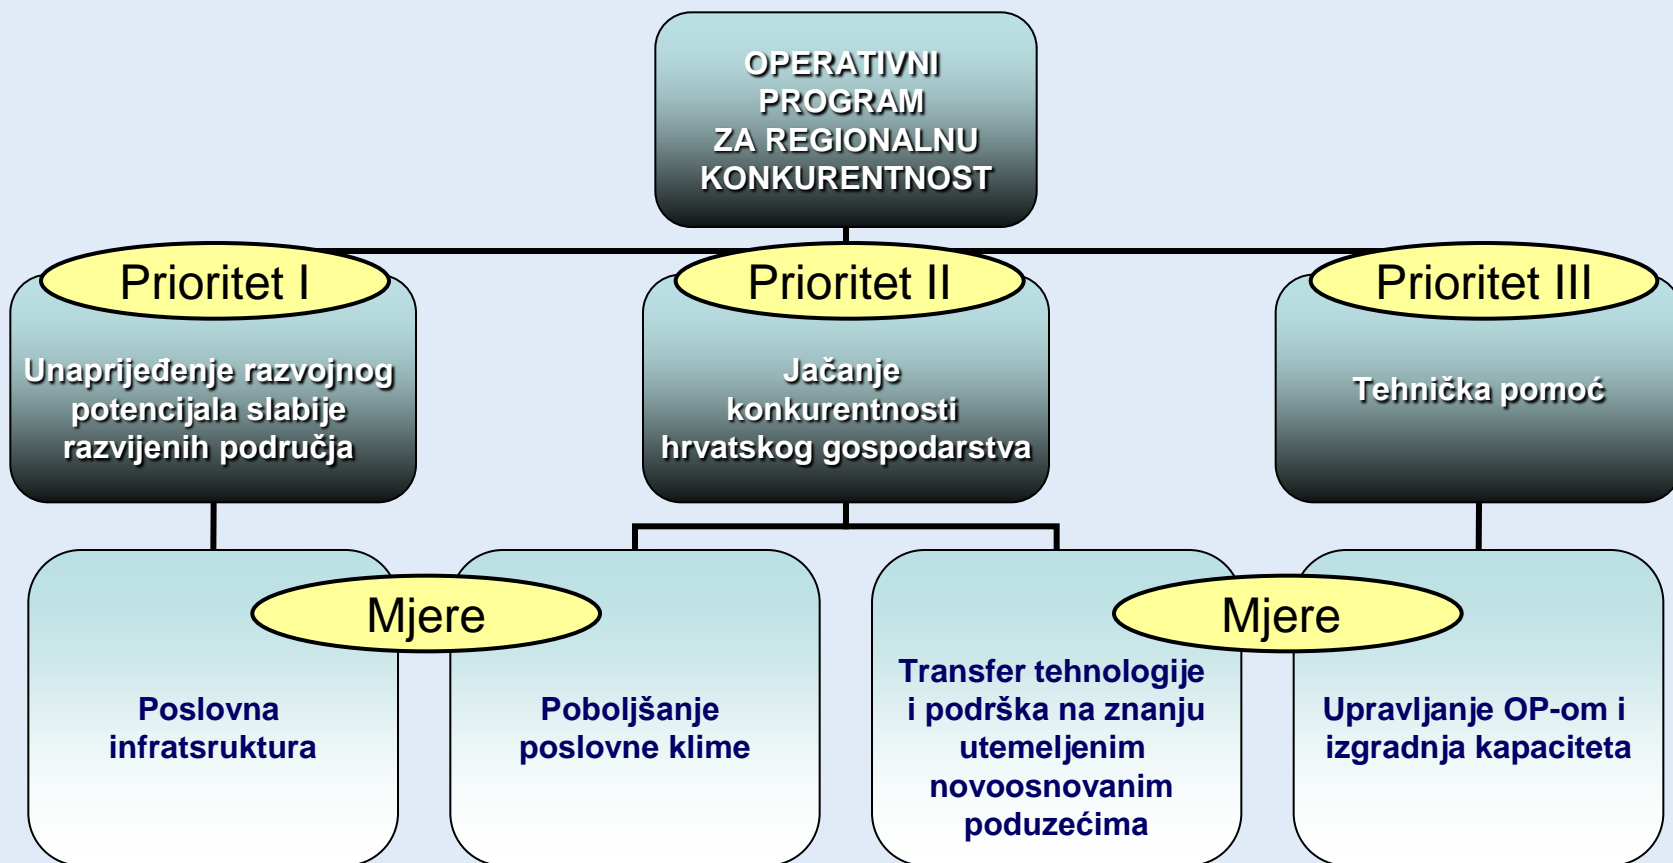 OPERATIVNI
PROGRAM
ZA REGIONALNU
KONKURENTNOST
Prioritet I
Unaprijeđenje razvojnog
potencijala slabije
razvijenih područja
Prioritet II
Jačanje
konkurentnosti
hrvatskog gospodarstva
Prioritet III
Tehnička pomoć
Mjere
Poslovna
infratsruktura
Poboljšanje
poslovne klime
Mjere
Transfer tehnologije
i podrška na znanju
utemeljenim
novoosnovanim
poduzećima
Upravljanje OP-om i
izgradnja kapaciteta